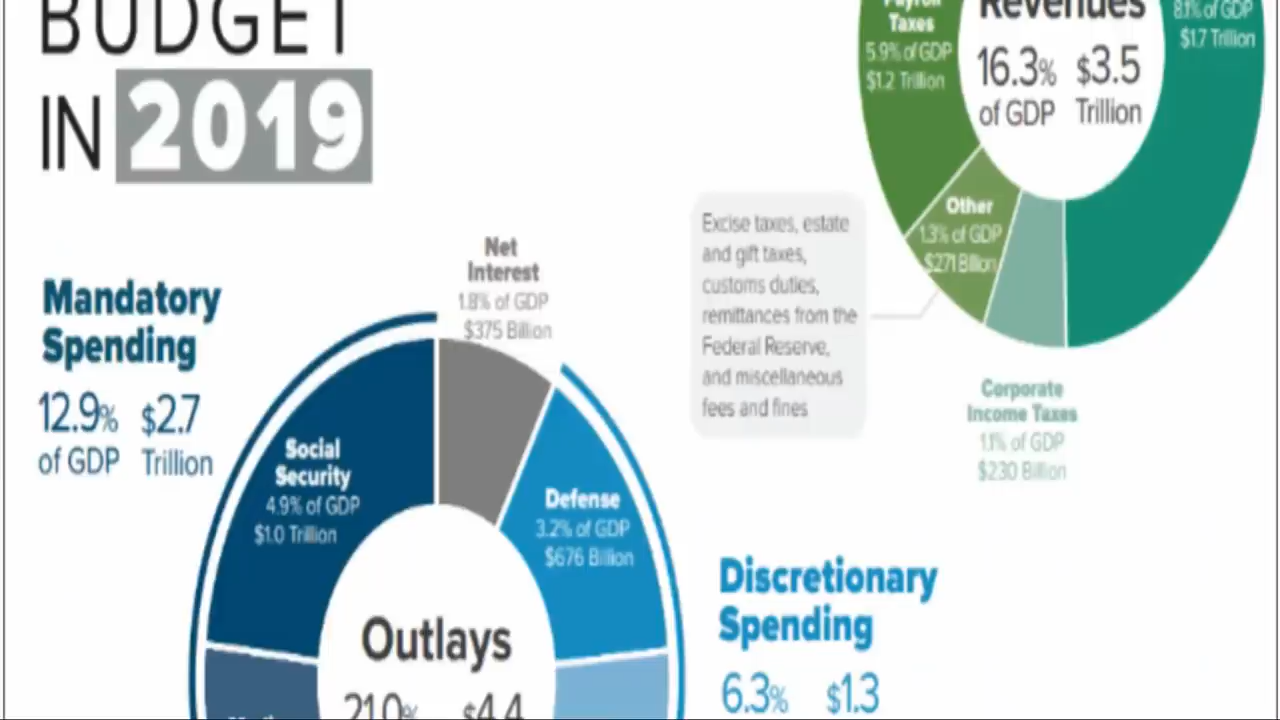 BUDGET
IN 2019
Payroll
Taxes
5.9% of GDP
$1.2 Trillion
Revenues
16.3% $3.5
of GDP Trillion
8.1% of GDP
$1.7 Trillion
Other
1.3% of GDP
$271 Billion
Excise taxes, estate
and gift taxes,
customs duties,
remittances from the
Federal Reserve,
and miscellaneous
fees and fines
Corporate
Income Taxes
1.1% of GDP
$230 Billion
Net
Interest
1.8% of GDP
$375 Billion
Mandatory
Spending
12.9% $2.7
of GDP Trillion
Social
Security
4.9% of GDP
$1.0 Trillion
Defense
3.2% of GDP
$676 Billion
Outlays
21.0% $4.4
Discretionary
Spending
6.3% $1.3